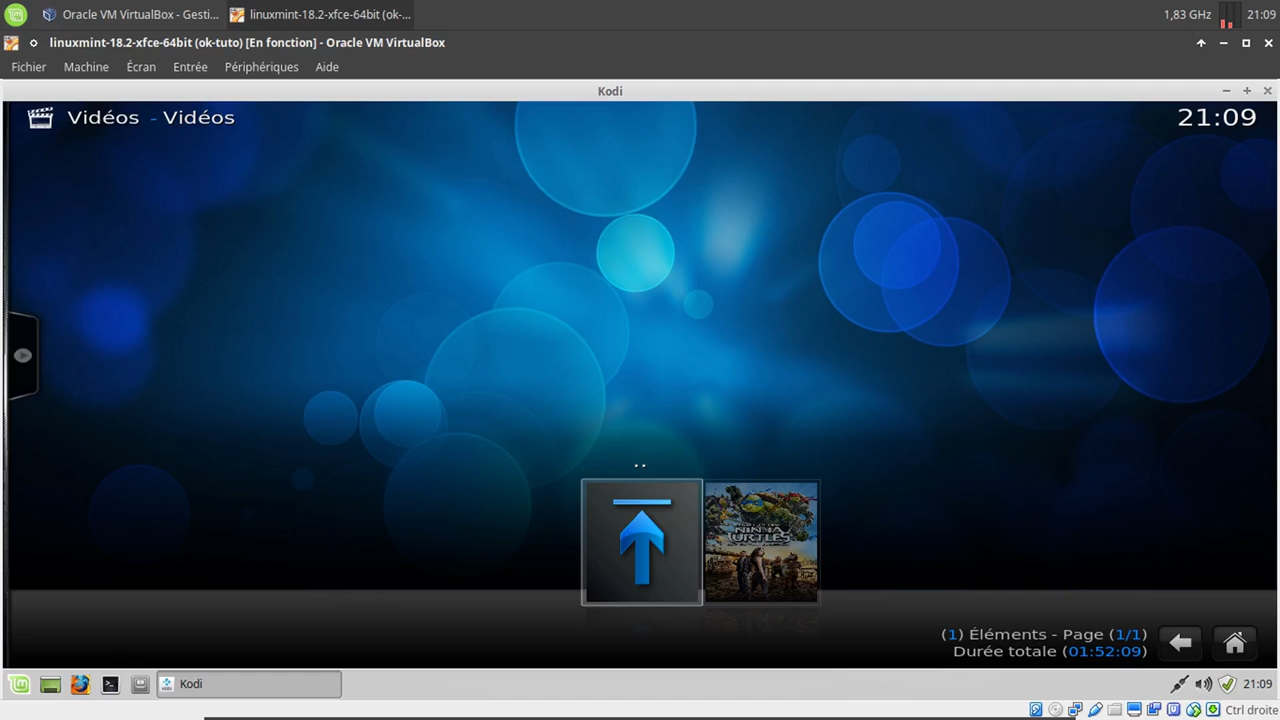 Oracle VM VirtualBox - Gesti...
linuxmint-18.2-xfce-64bit (ok-...
1,83 GHz
21:09
linuxmint-18.2-xfce-64bit (ok-tuto) [En fonction] - Oracle VM VirtualBox
Fichier Machine Écran Entrée Périphériques Aide
Kodi
Vidéos - Vidéos
21:09
..
NINJA
TURTLES
(1) Éléments - Page (1/1)
Durée totale (01:52:09)
Kodi
21:09
Ctrl droite